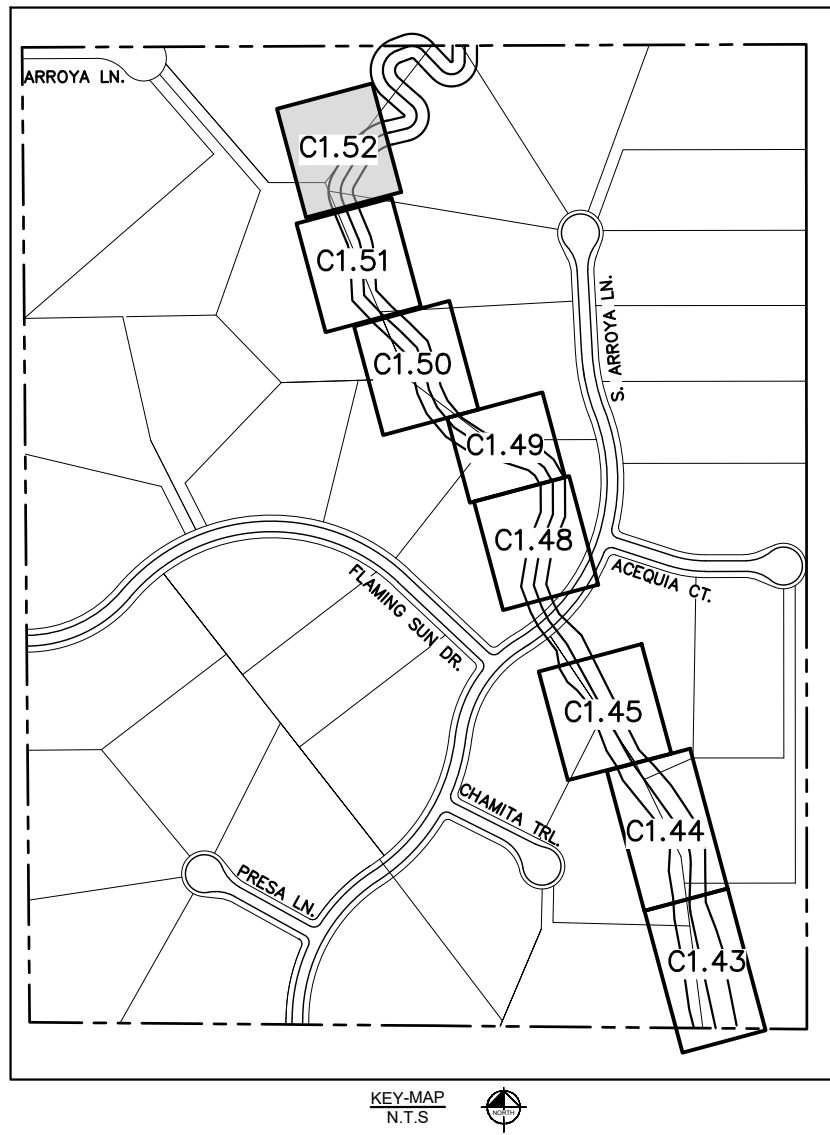 ARROYA LN.
C1.52
C1.51
S. ARROYA LN.
C1.50
C1.49
C1.48
ACEQUIA CT.
FLAMING SUN DR.
C1.45
CHAMITA TRL.
C1.44
PRESA LN.
C1.43
KEY-MAP
N.T.S
NORTH